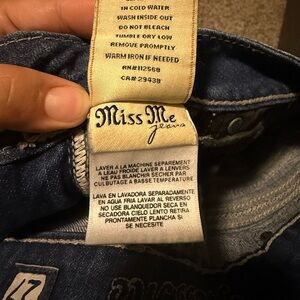 IN COLD WATER
WASH INSIDE OUT
DO NOT BLEACH
TUMBLE DRY LOW
REMOVE PROMPTLY
WARM IRON IF NEEDED
RN#112568
CA# 29438
Miss Me
jeans
LAVER A LA MACHINE SEPAREMENT
A LEAU FROIDE LAVER A LENVERS
NE PAS BLANCHIR SECHER PAR
CULBUTAGE A BASSE TEMPERATURE
LAVA EN LAVADORA SEPARADAMENTE
EN AGUA FRIA LAVAR AL REVERSO
NO USE BLANQUEDOR SECA EN
SECADORA CIELO LENTO RETIRA
PRONTAMENTE PLANCHA SI
SE NECESITE